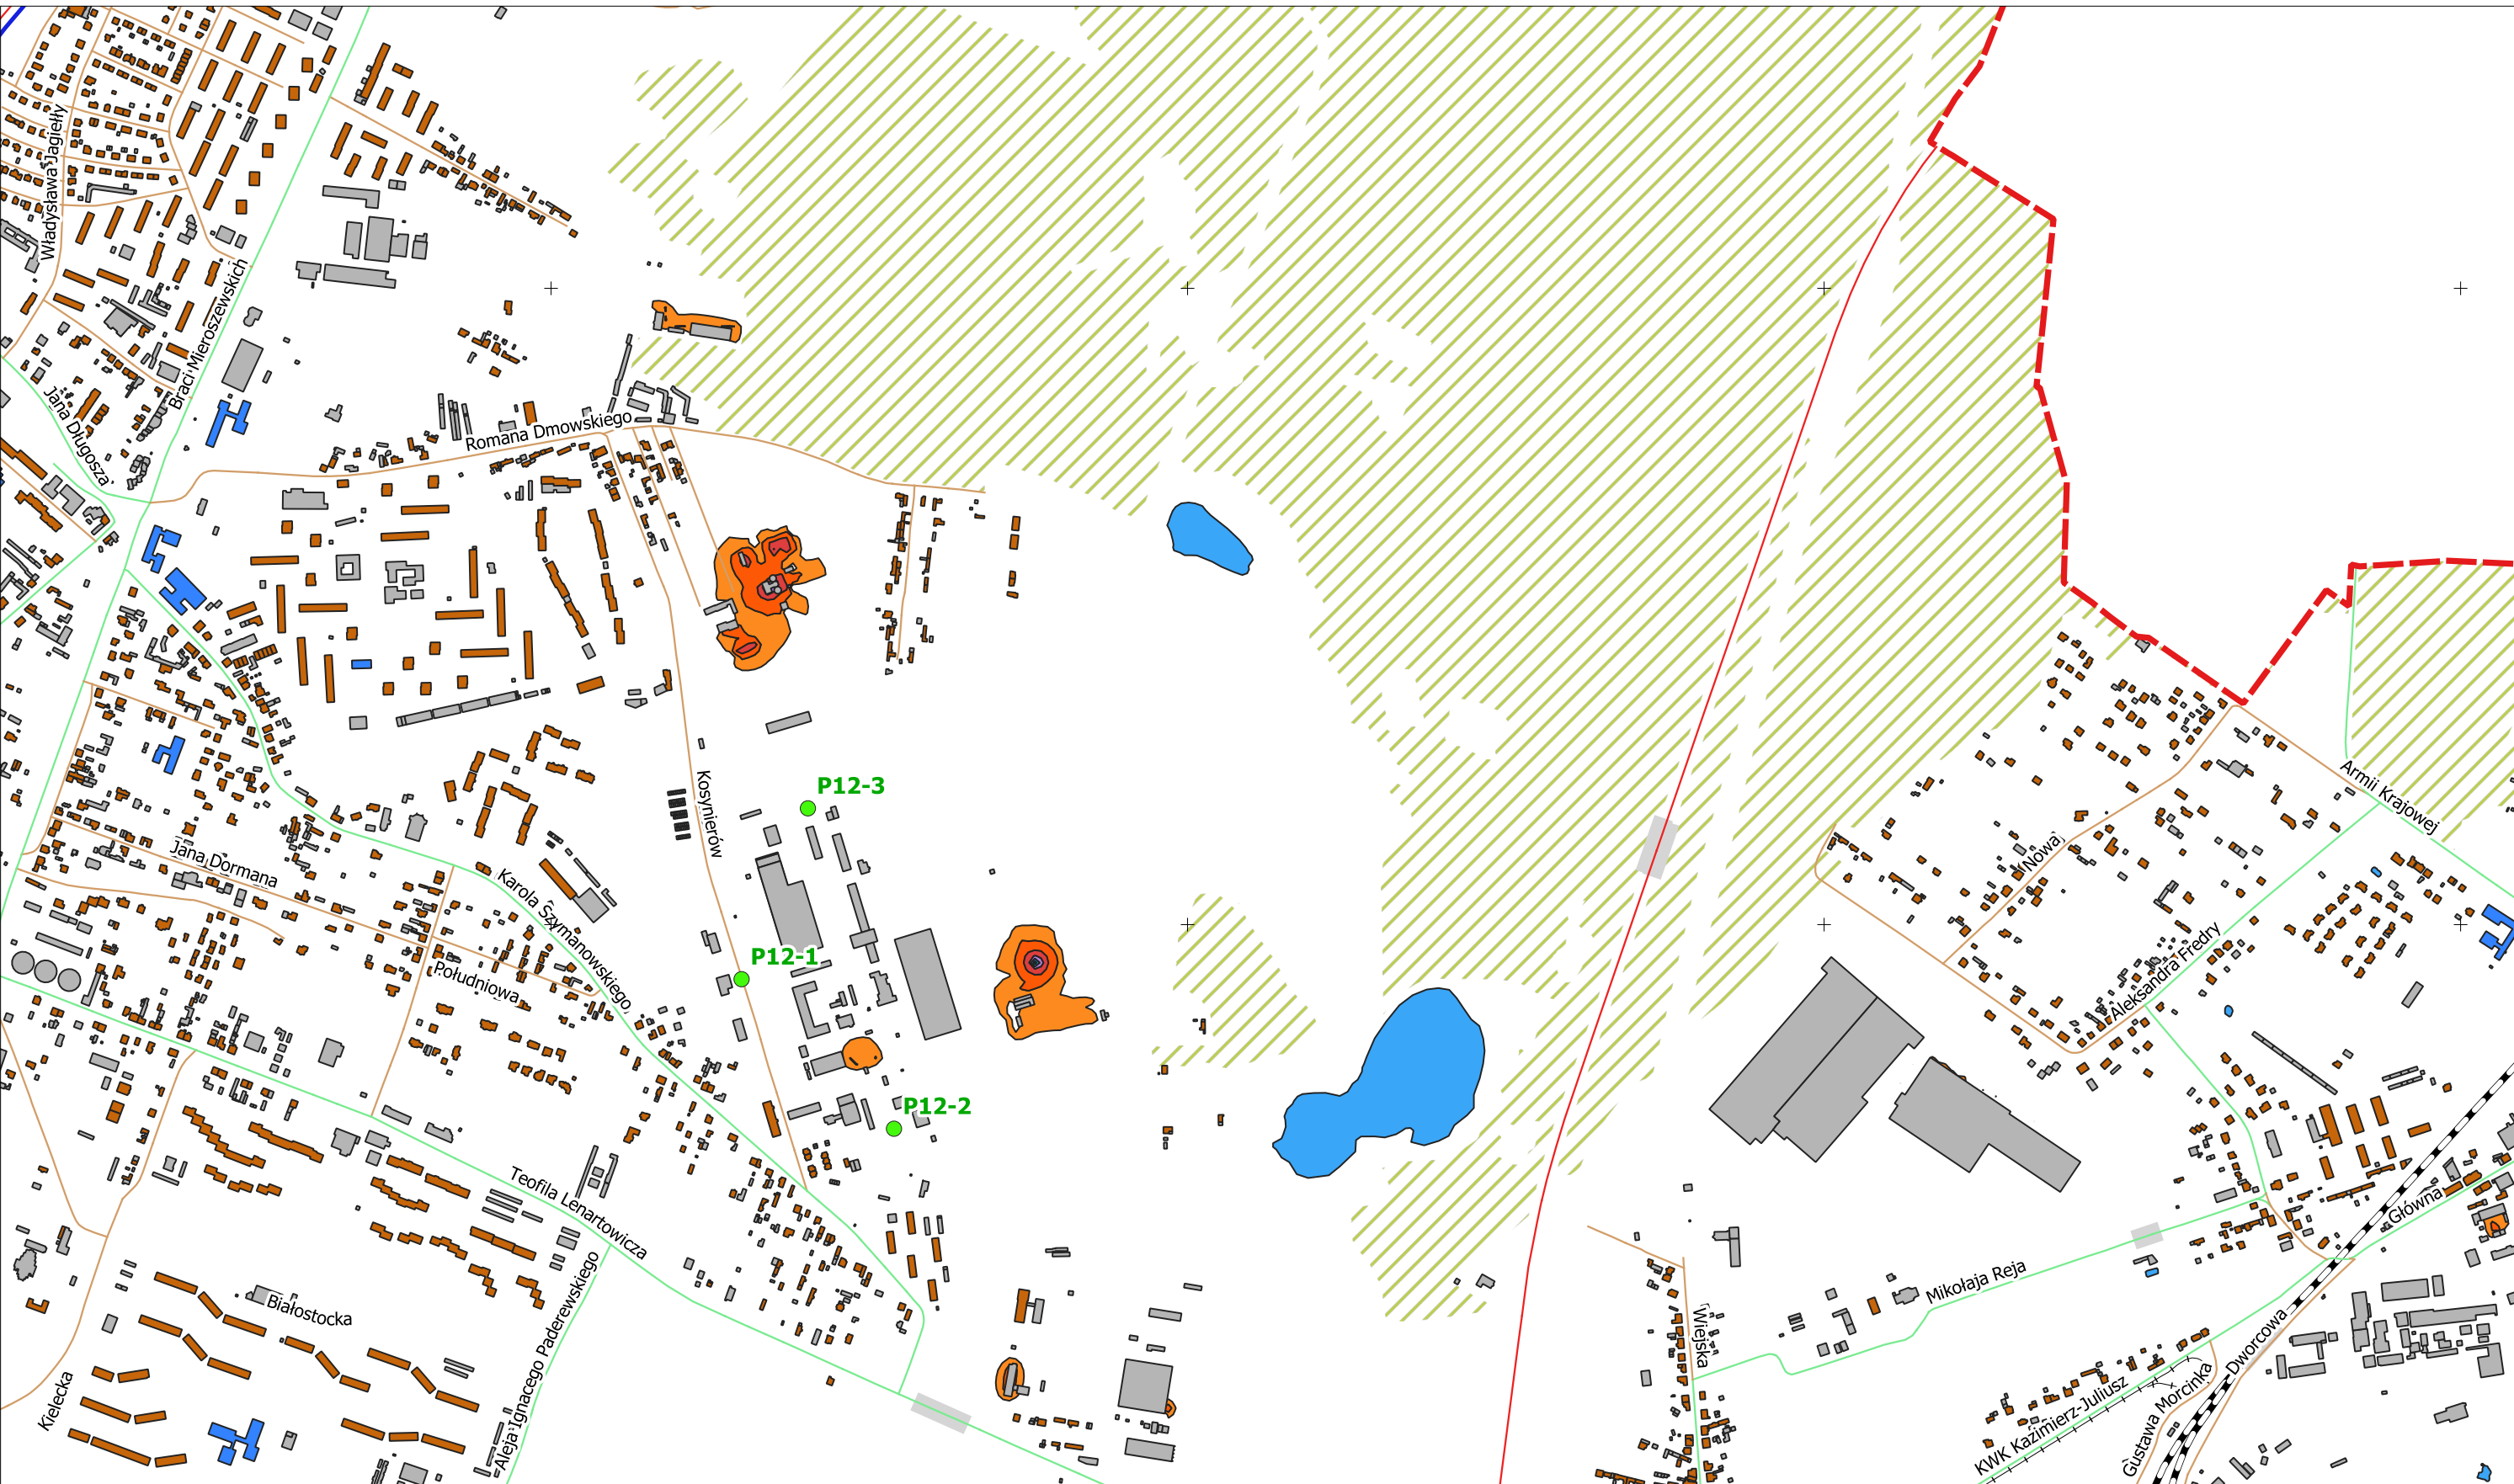 Władysława Jagiełły
Braci Mieroszewskich
Jana Długosza
Romana Dmowskiego
Kosynierów
P12-3
Armii Krajowej
Nowa
Jana Dormana
Karola Szymanowskiego
P12-1
Aleksandra Fredry
Południowa
P12-2
Teofila Lenartowicza
Główna
Mikołaja Reja
Białostocka
Aleja Ignacego Paderewskiego
Wiejska
Dworcowa
Kielecka
KWK Kazimierz-Juliusz
Gustawa Morcinka